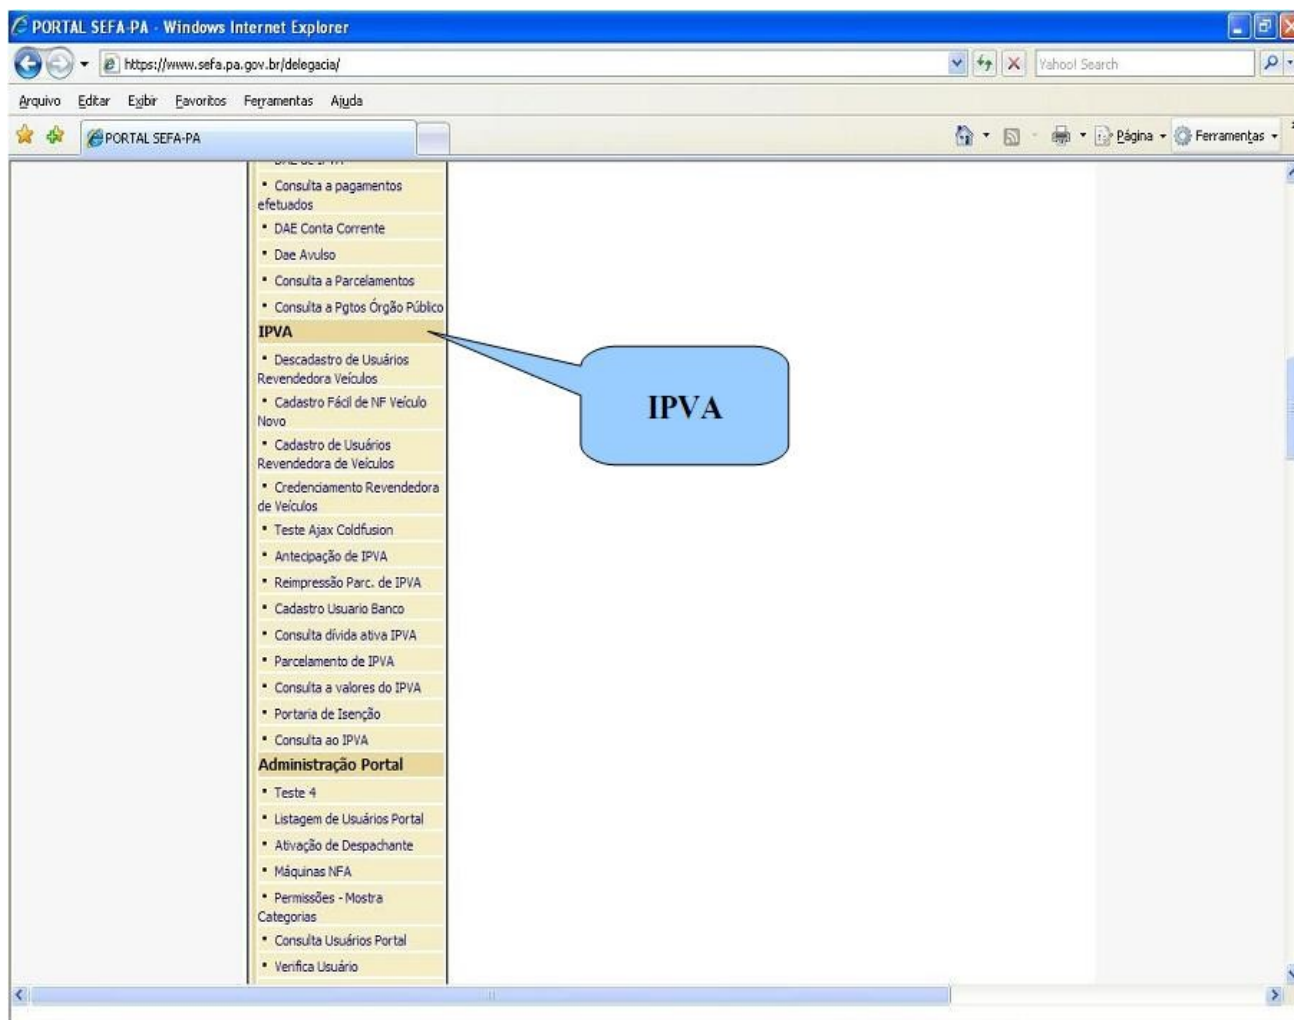 PORTAL SEFA-PA - Windows Internet Explorer
https://www.sefa.pa.gov.br/delegacia/
Yahoo! Search
Arquivo Editar Exibir Favoritos Ferramentas Ajuda
PORTAL SEFA-PA
Página
Ferramentas
DAE de IPVA
• Consulta a pagamentos
efetuados
• DAE Conta Corrente
• Dae Avulso
• Consulta a Parcelamentos
• Consulta a Pgtos Órgão Público
IPVA
• Descadastro de Usuários
Revendedora Veículos
• Cadastro Fácil de NF Veículo
Novo
• Cadastro de Usuários
Revendedora de Veículos
• Credenciamento Revendedora
de Veículos
• Teste Ajax Coldfusion
• Antecipação de IPVA
• Reimpressão Parc. de IPVA
• Cadastro Usuario Banco
• Consulta dívida ativa IPVA
• Parcelamento de IPVA
• Consulta a valores do IPVA
• Portaria de Isenção
• Consulta ao IPVA
IPVA
Administração Portal
• Teste 4
• Listagem de Usuários Portal
• Ativação de Despachante
• Máquinas NFA
• Permissões - Mostra
Categorias
• Consulta Usuários Portal
• Verifica Usuário